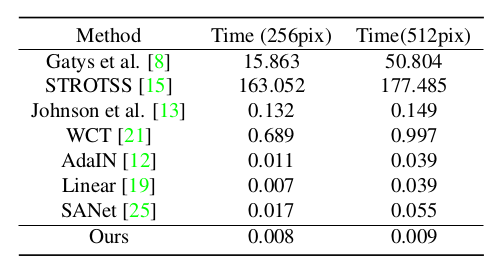 Method Time (256pix) Time(512pix)
Gatys et al. [8] 15.863 50.804
STROTSS [15] 163.052 177.485
Johnson et al. [13] 0.132 0.149
WCT [21] 0.689 0.997
AdaIN [12] 0.011 0.039
Linear [19] 0.007 0.039
SANet [25] 0.017 0.055
Ours 0.008 0.009